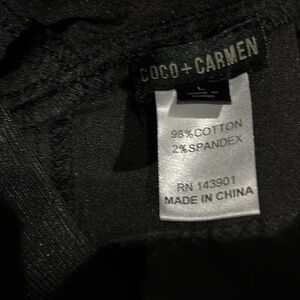 COCO+CARMEN
L
98%COTTON
2%SPANDEX
RN 143901
MADE IN CHINA